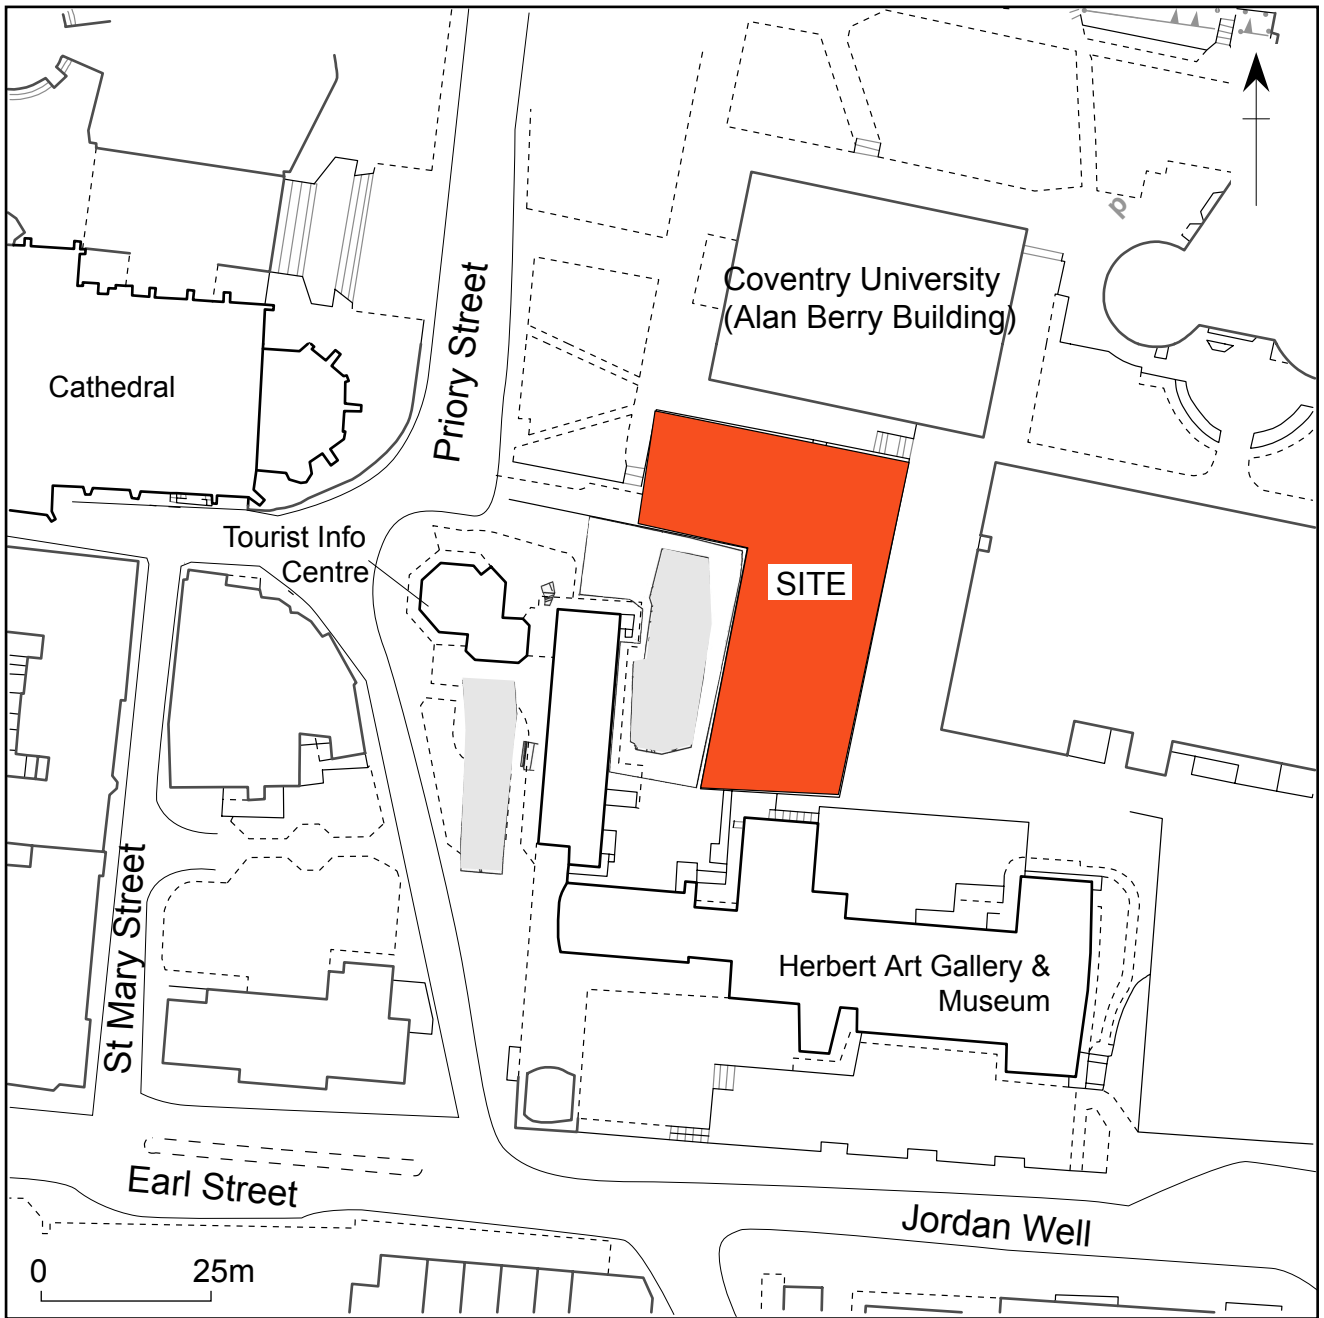 Coventry University
(Alan Berry Building)
p
Priory Street
Cathedral
Tourist Info
Centre
SITE
St Mary Street
Herbert Art Gallery &
Museum
Earl Street
Jordan Well
0 25m